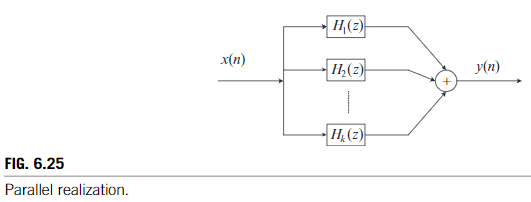 H₁(z)
x(n)
H₂(z)
y(n)
+
Hₖ(z)
FIG. 6.25
Parallel realization.